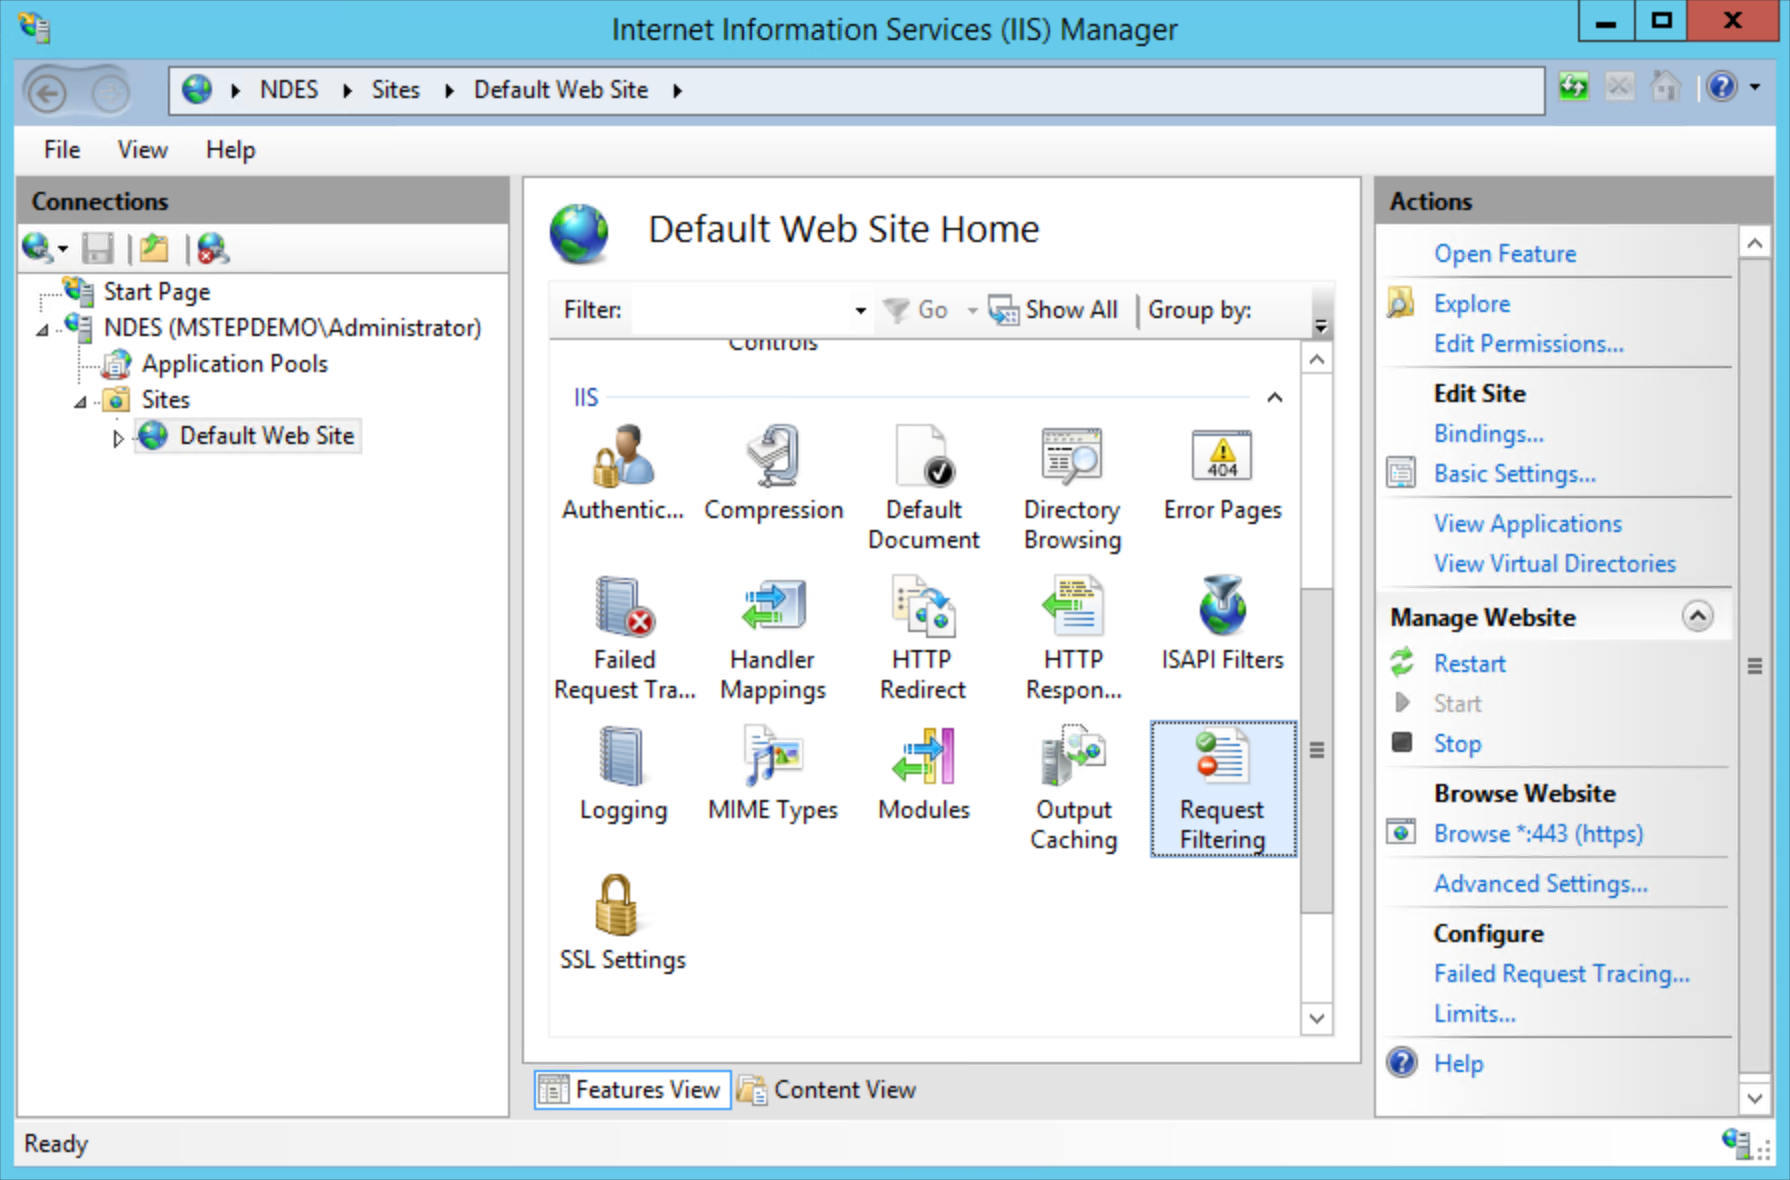 Internet Information Services (IIS) Manager
NDES Sites Default Web Site
File View Help
Connections
Start Page
NDES (MSTEPDEMO\Administrator)
Application Pools
Sites
Default Web Site
Default Web Site Home
Filter: Go Show All Group by:
Controls
IIS
Authentic... Compression Default Document Directory Browsing Error Pages
404
Failed Request Tra... Handler Mappings HTTP Redirect HTTP Respon... ISAPI Filters
Logging MIME Types Modules Output Caching Request Filtering
SSL Settings
Features View Content View
Actions
Open Feature
Explore
Edit Permissions...
Edit Site
Bindings...
Basic Settings...
View Applications
View Virtual Directories
Manage Website
Restart
Start
Stop
Browse Website
Browse *:443 (https)
Advanced Settings...
Configure
Failed Request Tracing...
Limits...
Help
Ready